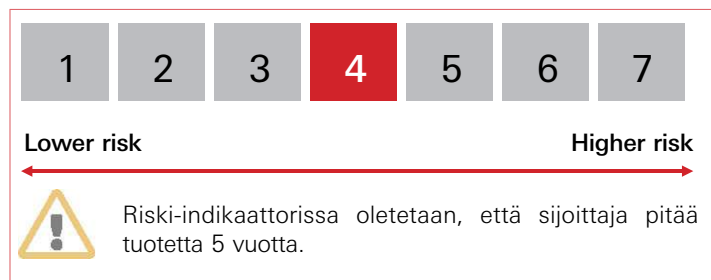 1 2 3 4 5 6 7
Lower risk Higher risk
Riski-indikaattorissa oletetaan, että sijoittaja pitää
tuotetta 5 vuotta.